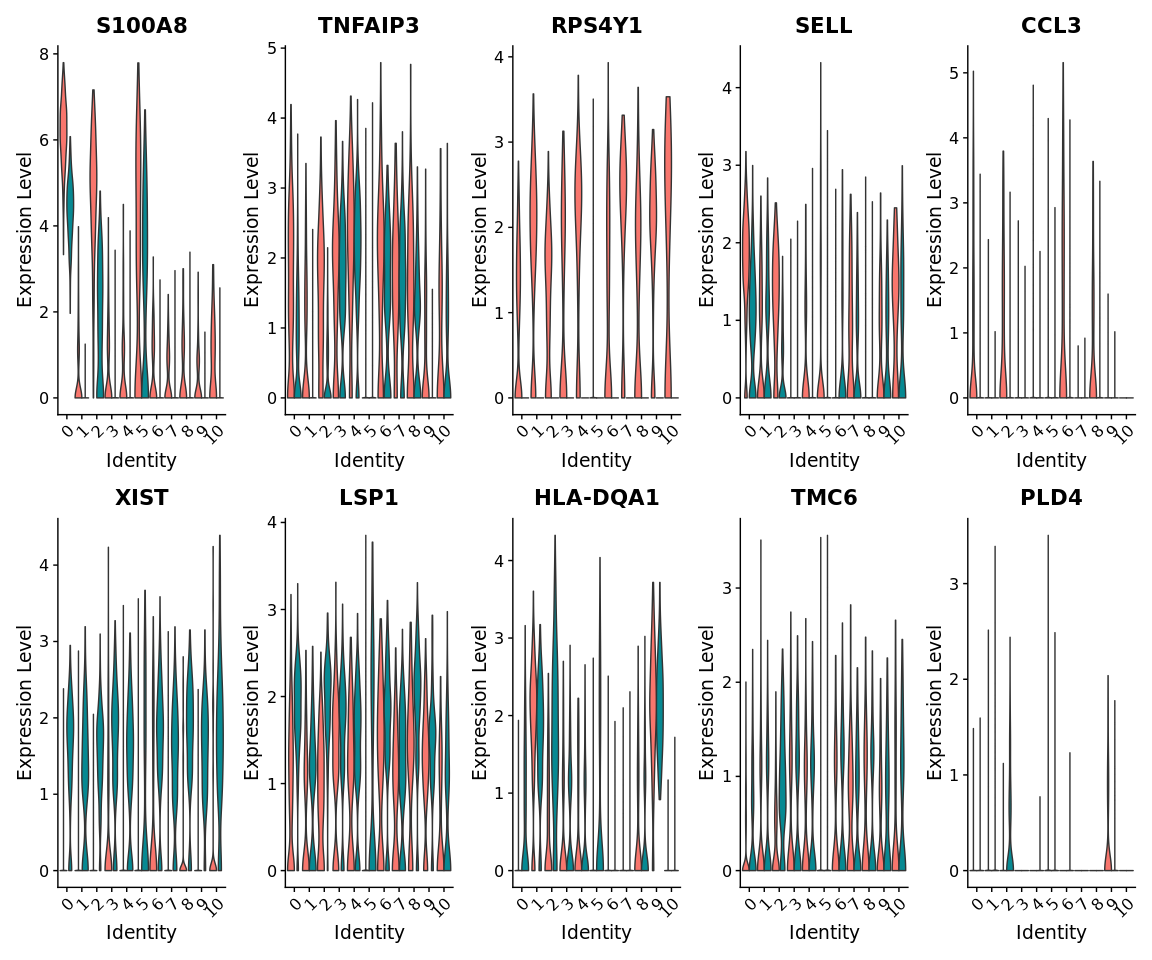 S100A8 TNFAIP3 RPS4Y1 SELL CCL3
Expression Level Expression Level Expression Level Expression Level Expression Level
8 6 4 2 0
5 4 3 2 1 0
4 3 2 1 0
4 3 2 1 0
5 4 3 2 1 0
0 1 2 3 4 5 6 7 8 9 10
0 1 2 3 4 5 6 7 8 9 10
0 1 2 3 4 5 6 7 8 9 10
0 1 2 3 4 5 6 7 8 9 10
0 1 2 3 4 5 6 7 8 9 10
Identity Identity Identity Identity Identity
XIST LSP1 HLA-DQA1 TMC6 PLD4
Expression Level Expression Level Expression Level Expression Level Expression Level
4 3 2 1 0
4 3 2 1 0
4 3 2 1 0
3 2 1 0
3 2 1 0
0 1 2 3 4 5 6 7 8 9 10
0 1 2 3 4 5 6 7 8 9 10
0 1 2 3 4 5 6 7 8 9 10
0 1 2 3 4 5 6 7 8 9 10
0 1 2 3 4 5 6 7 8 9 10
Identity Identity Identity Identity Identity